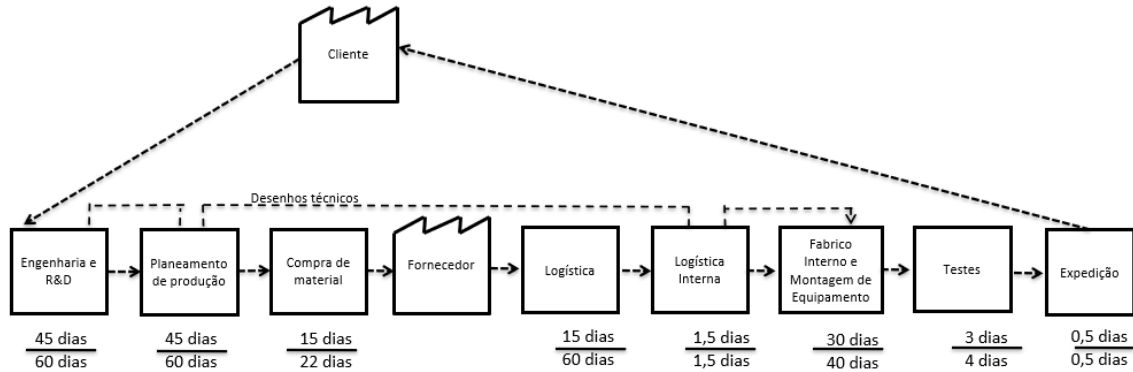 Cliente
Desenhos técnicos
Engenharia e
R&D
Planeamento
de produção
Compra de
material
Fornecedor
Logística
Logística
Interna
Fabrico
Interno e
Montagem de
Equipamento
Testes
Expedição
45 dias
60 dias
45 dias
60 dias
15 dias
22 dias
15 dias
60 dias
1,5 dias
1,5 dias
30 dias
40 dias
3 dias
4 dias
0,5 dias
0,5 dias